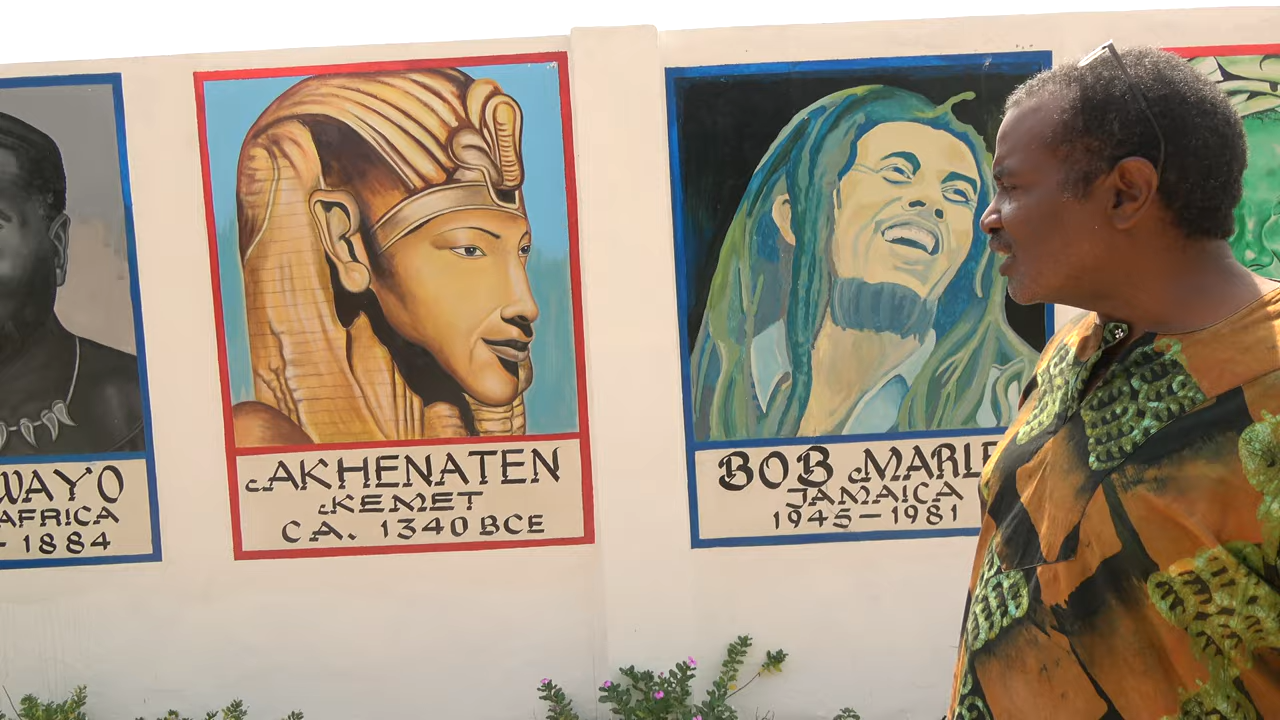 WAYO
AFRICA
- 1884
AKHENATEN
KEMET
CA. 1340 BCE
BOB MARLE
JAMAICA
1945-1981